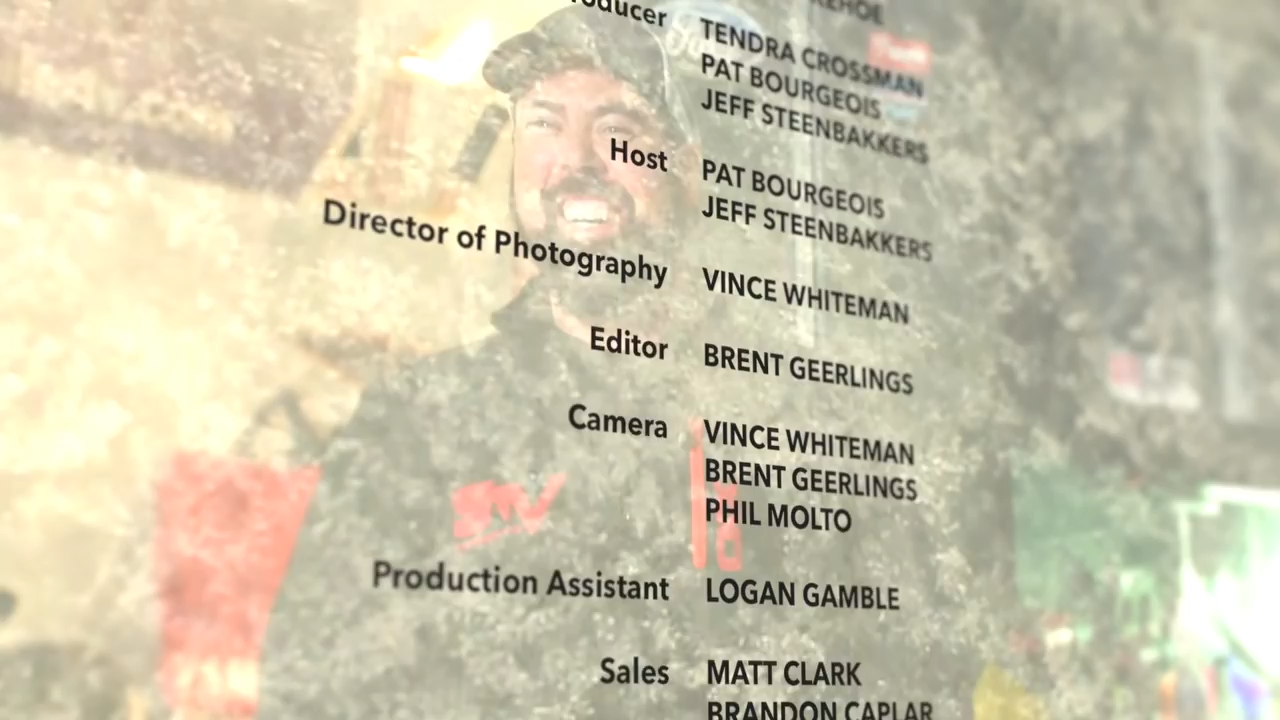 Producer
TENDRA CROSSMAN
PAT BOURGEOIS
JEFF STEENBAKKERS
Host
PAT BOURGEOIS
JEFF STEENBAKKERS
Director of Photography
VINCE WHITEMAN
Editor
BRENT GEERLINGS
Camera
VINCE WHITEMAN
BRENT GEERLINGS
PHIL MOLTO
Production Assistant
LOGAN GAMBLE
Sales
MATT CLARK
BRANDON CAPLAR